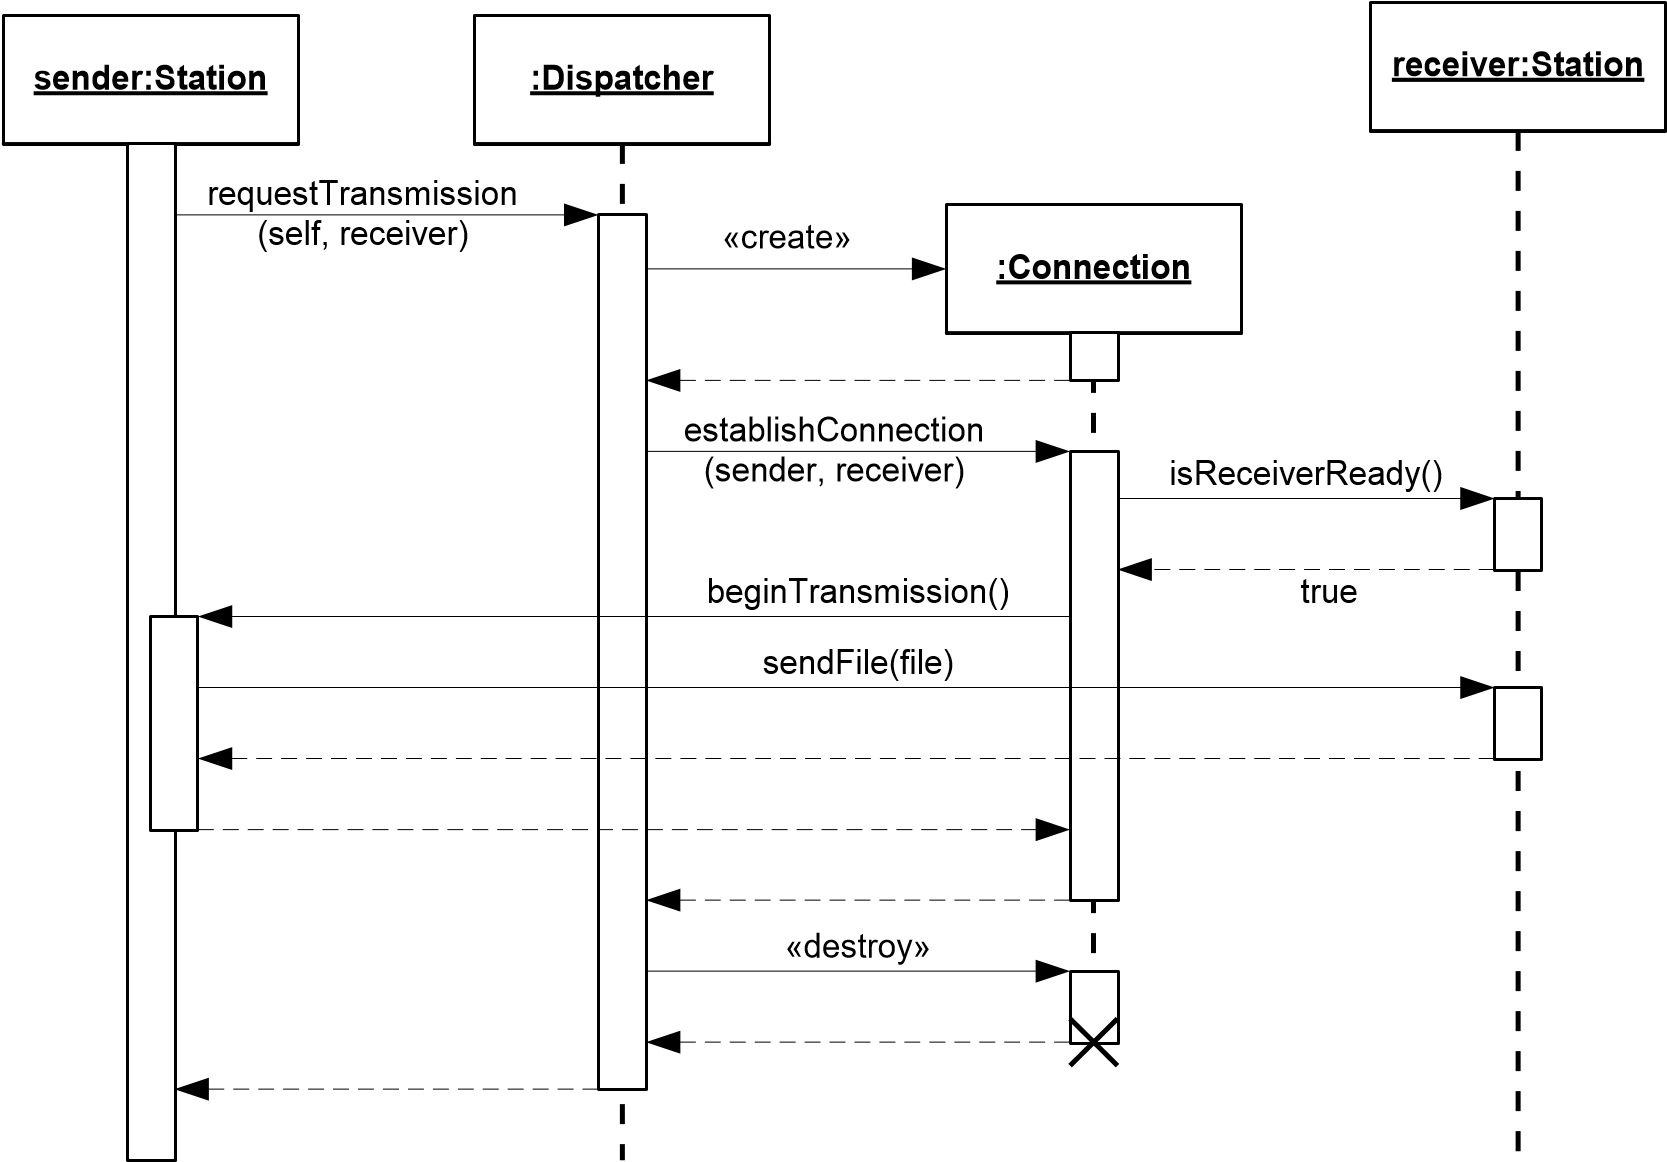 sender:Station
:Dispatcher
receiver:Station
requestTransmission
(self, receiver)
«create»
:Connection
establishConnection
(sender, receiver)
isReceiverReady()
true
beginTransmission()
sendFile(file)
«destroy»